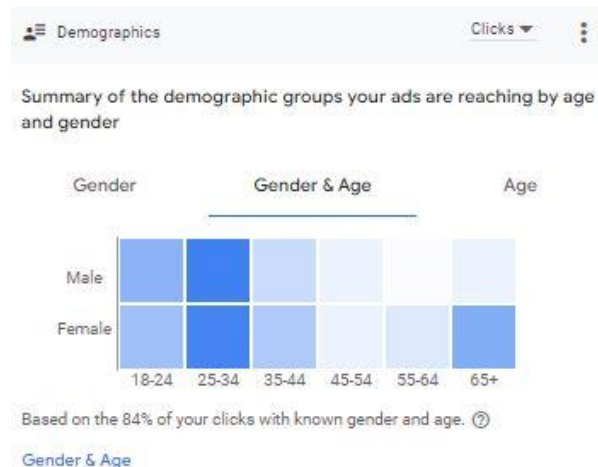 Demographics Clicks
Summary of the demographic groups your ads are reaching by age
and gender
Gender Gender & Age Age
Male
Female
18-24 25-34 35-44 45-54 55-64 65+
Based on the 84% of your clicks with known gender and age.
Gender & Age